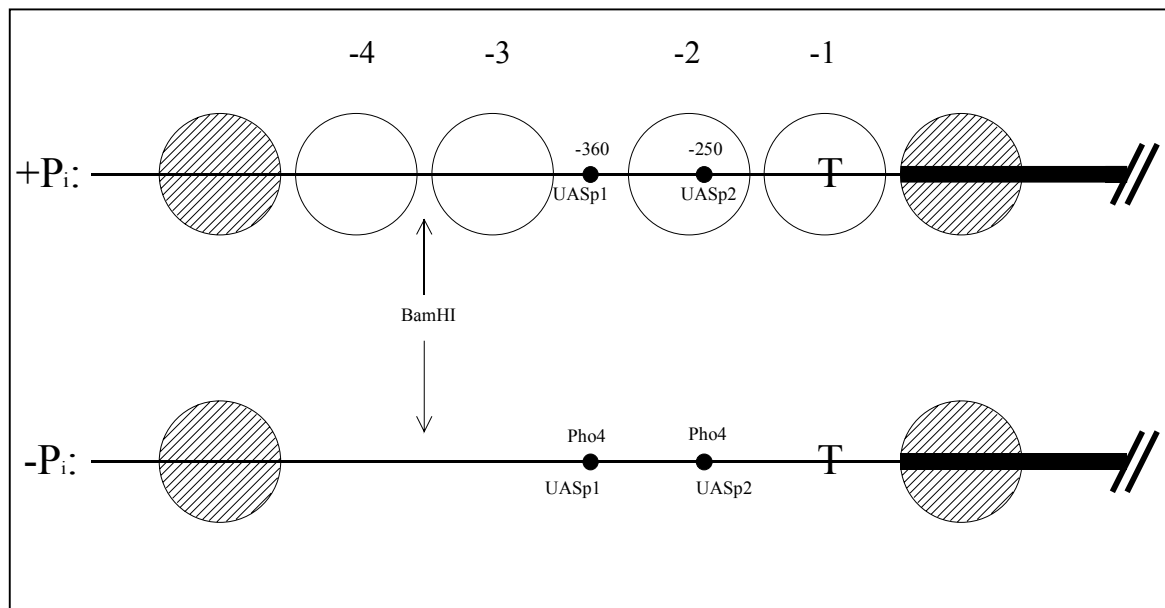 -4 -3 -2 -1
+Pi: -360 -250 T
UASp1 UASp2
BamHI
Pho4 Pho4
-Pi: T
UASp1 UASp2